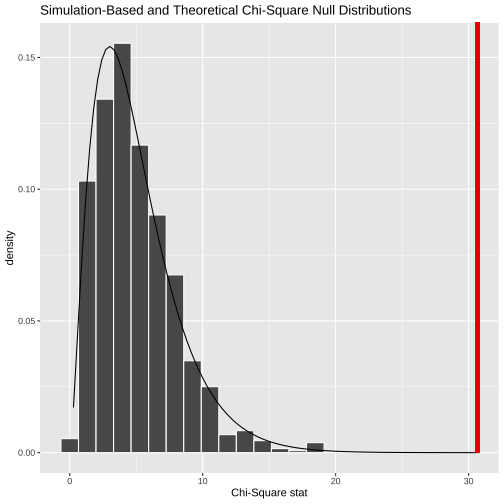 Simulation-Based and Theoretical Chi-Square Null Distributions
0.15
0.10
0.05
0.00
density
0
10
20
30
Chi-Square stat